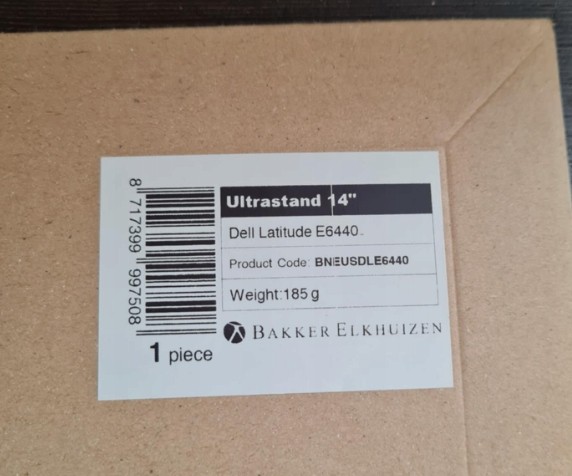 8 717399 997508
Ultrastand 14"
Dell Latitude E6440
Product Code: BNEUSDLE6440
Weight:185 g
BAKKER ELKHUIZEN
1 piece